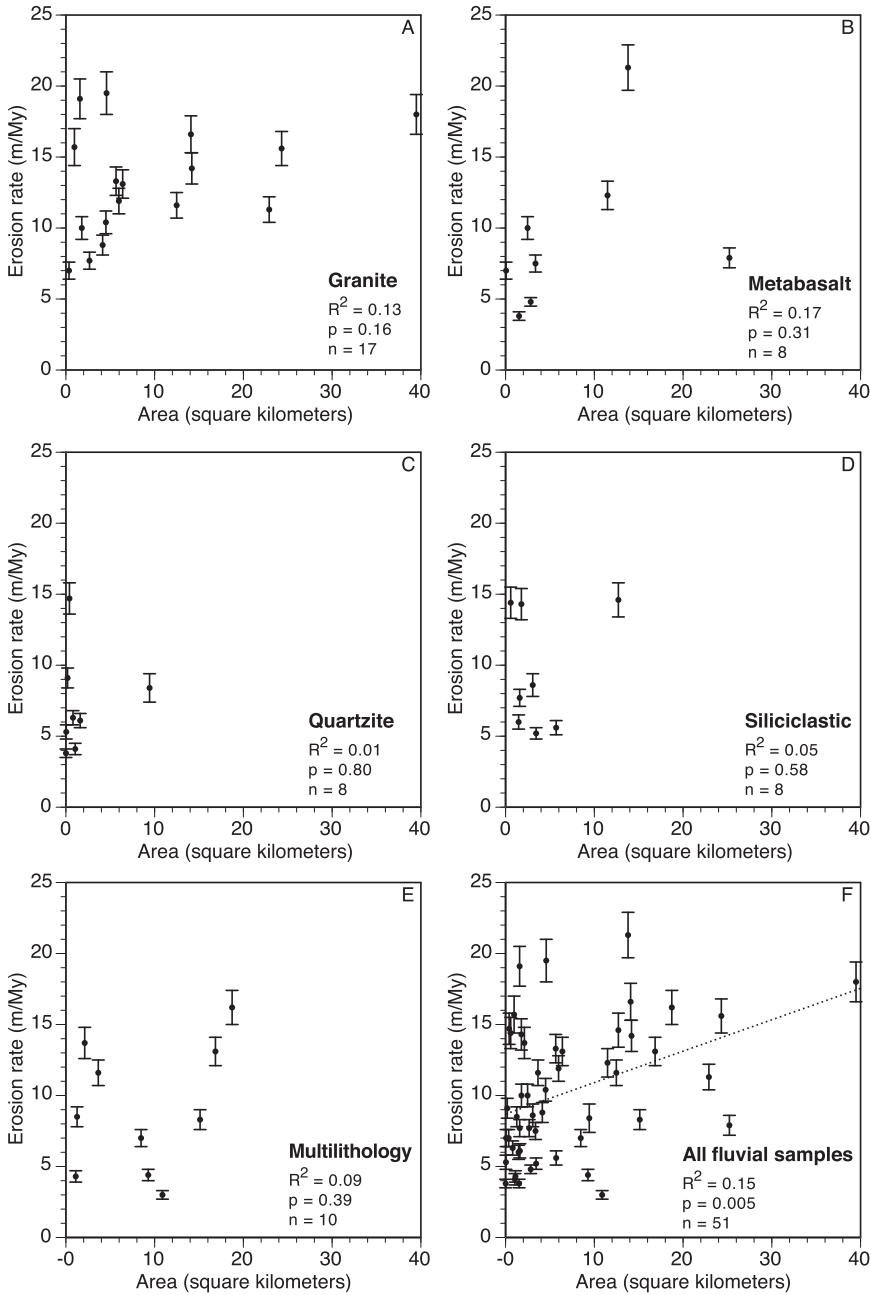 A
25
20
15
10
5
0
Erosion rate (m/My)
Granite
R2 = 0.13
p = 0.16
n = 17
0 10 20 30 40
Area (square kilometers)
B
25
20
15
10
5
0
Erosion rate (m/My)
Metabasalt
R2 = 0.17
p = 0.31
n = 8
0 10 20 30 40
Area (square kilometers)
C
25
20
15
10
5
0
Erosion rate (m/My)
Quartzite
R2 = 0.01
p = 0.80
n = 8
0 10 20 30 40
Area (square kilometers)
D
25
20
15
10
5
0
Erosion rate (m/My)
Siliciclastic
R2 = 0.05
p = 0.58
n = 8
0 10 20 30 40
Area (square kilometers)
E
25
20
15
10
5
0
Erosion rate (m/My)
Multilithology
R2 = 0.09
p = 0.39
n = 10
-0 10 20 30 40
Area (square kilometers)
F
25
20
15
10
5
0
Erosion rate (m/My)
All fluvial samples
R2 = 0.15
p = 0.005
n = 51
-0 10 20 30 40
Area (square kilometers)